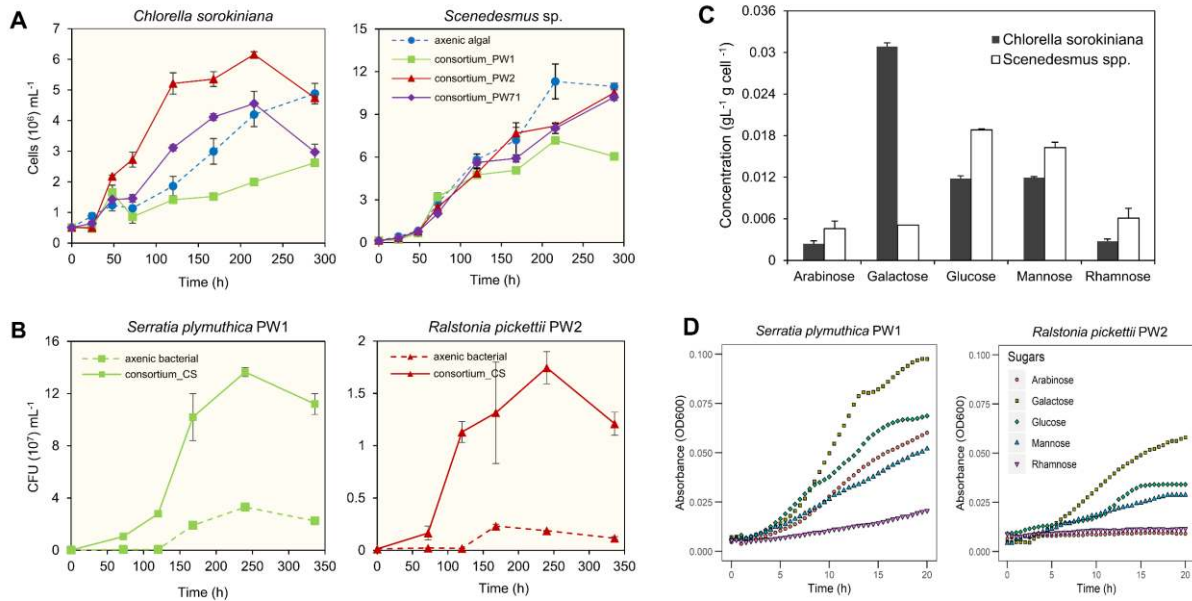 A
Chlorella sorokiniana
Cells (10⁶) mL⁻¹
7
6
5
4
3
2
1
0
0 50 100 150 200 250 300
Time (h)
Scenedesmus sp.
axenic algal
consortium_PW1
consortium_PW2
consortium_PW71
15
12
9
6
3
0
0 50 100 150 200 250 300
Time (h)
B
Serratia plymuthica PW1
axenic bacterial
consortium_CS
CFU (10⁷) mL⁻¹
16
12
8
4
0
0 50 100 150 200 250 300 350
Time (h)
Ralstonia pickettii PW2
axenic bacterial
consortium_CS
2
1.5
1
0.5
0
0 50 100 150 200 250 300 350
Time (h)
C
Concentration (gL⁻¹ g cell ⁻¹)
0.036
0.03
0.018
0.012
0.006
0
Chlorella sorokiniana
Scenedesmus spp.
Arabinose Galactose Glucose Mannose Rhamnose
D
Serratia plymuthica PW1
Absorbance (OD600)
0.100
0.075
0.050
0.025
0.000
0 5 10 15 20
Time (h)
Ralstonia pickettii PW2
Absorbance (OD600)
0.100
0.075
0.050
0.025
0.000
Sugars
Arabinose
Galactose
Glucose
Mannose
Rhamnose
0 5 10 15 20
Time (h)